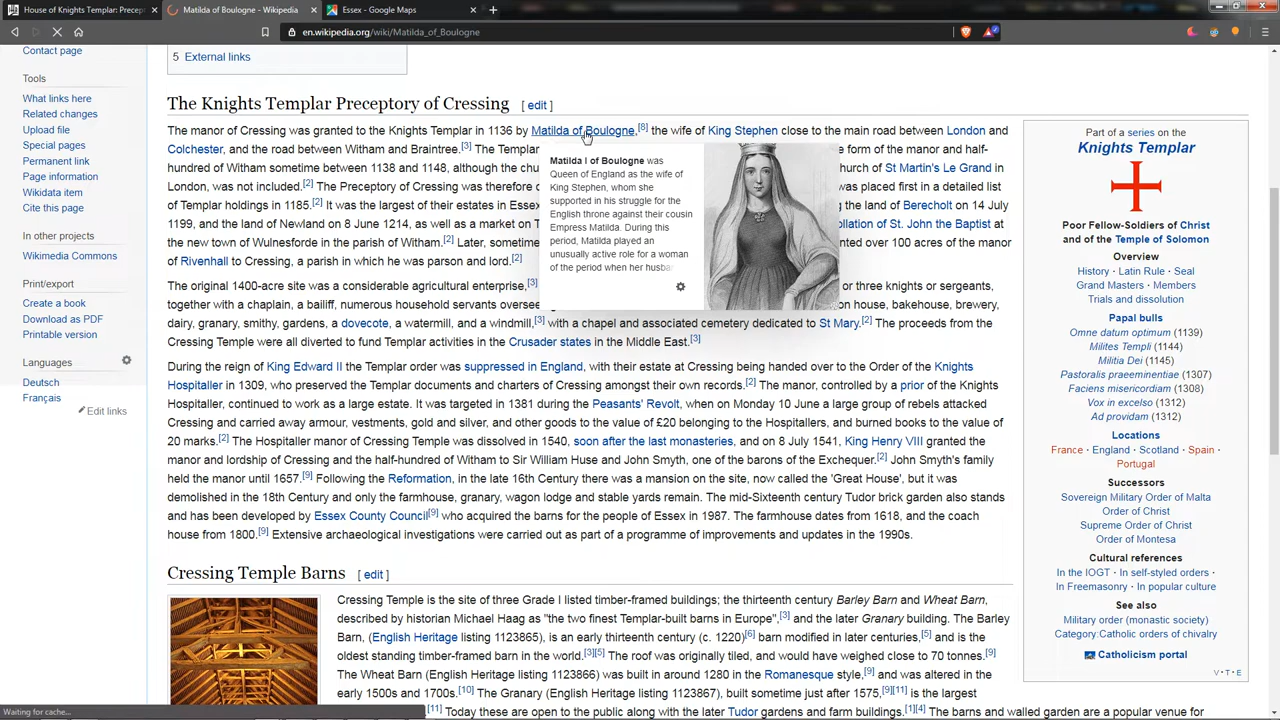 House of Knights Templar: Precep
Matilda of Boulogne - Wikipedia
Essex - Google Maps
en.wikipedia.org/wiki/Matilda_of_Boulogne
Contact page
Tools
What links here
Related changes
Upload file
Special pages
Permanent link
Page information
Wikidata item
Cite this page
In other projects
Wikimedia Commons
Print/export
Create a book
Download as PDF
Printable version
Languages
Deutsch
Français
Edit links
5 External links
The Knights Templar Preceptory of Cressing [ edit ]
The manor of Cressing was granted to the Knights Templar in 1136 by Matilda of Boulogne,[8] the wife of King Stephen close to the main road between London and
Colchester, and the road between Witham and Braintree.[3] The Templar
e form of the manor and half-
hundred of Witham sometime between 1138 and 1148, although the chu
f St Martin's Le Grand in
London, was not included.[2] The Preceptory of Cressing was therefore o
was placed first in a detailed list
of Templar holdings in 1185.[2] It was the largest of their estates in Essex
the land of Berecholt on 14 July
1199, and the land of Newland on 8 June 1214, as well as a market on T
ollation of St. John the Baptist at
the new town of Wulnesforde in the parish of Witham.[2] Later, sometime
nted over 100 acres of the manor
of Rivenhall to Cressing, a parish in which he was parson and lord.[2]
Matilda I of Boulogne was
Queen of England as the wife of
King Stephen, whom she
supported in his struggle for the
English throne against their cousin
Empress Matilda. During this
period, Matilda played an
unusually active role for a woman
of the period when her husba
The original 1400-acre site was a considerable agricultural enterprise,[3]
or three knights or sergeants,
together with a chaplain, a bailiff, numerous household servants oversee
on house, bakehouse, brewery,
dairy, granary, smithy, gardens, a dovecote, a watermill, and a windmill,[3] with a chapel and associated cemetery dedicated to St Mary.[2] The proceeds from the
Cressing Temple were all diverted to fund Templar activities in the Crusader states in the Middle East.[3]
During the reign of King Edward II the Templar order was suppressed in England, with their estate at Cressing being handed over to the Order of the Knights
Hospitaller in 1309, who preserved the Templar documents and charters of Cressing amongst their own records.[2] The manor, controlled by a prior of the Knights
Hospitaller, continued to work as a large estate. It was targeted in 1381 during the Peasants' Revolt, when on Monday 10 June a large group of rebels attacked
Cressing and carried away armour, vestments, gold and silver, and other goods to the value of £20 belonging to the Hospitallers, and burned books to the value of
20 marks.[2] The Hospitaller manor of Cressing Temple was dissolved in 1540, soon after the last monasteries, and on 8 July 1541, King Henry VIII granted the
manor and lordship of Cressing and the half-hundred of Witham to Sir William Huse and John Smyth, one of the barons of the Exchequer.[2] John Smyth's family
held the manor until 1657.[9] Following the Reformation, in the late 16th Century there was a mansion on the site, now called the 'Great House', but it was
demolished in the 18th Century and only the farmhouse, granary, wagon lodge and stable yards remain. The mid-Sixteenth century Tudor brick garden also stands
and has been developed by Essex County Council[9] who acquired the barns for the people of Essex in 1987. The farmhouse dates from 1618, and the coach
house from 1800.[9] Extensive archaeological investigations were carried out as part of a programme of improvements and updates in the 1990s.
Cressing Temple Barns [ edit ]
Cressing Temple is the site of three Grade I listed timber-framed buildings; the thirteenth century Barley Barn and Wheat Barn,
described by historian Michael Haag as "the two finest Templar-built barns in Europe",[3] and the later Granary building. The Barley
Barn, (English Heritage listing 1123865), is an early thirteenth century (c. 1220)[6] barn modified in later centuries,[5] and is the
oldest standing timber-framed barn in the world.[3][5] The roof was originally tiled, and would have weighed close to 70 tonnes.[9]
The Wheat Barn (English Heritage listing 1123866) was built in around 1280 in the Romanesque style,[9] and was altered in the
early 1500s and 1700s.[10] The Granary (English Heritage listing 1123867), built sometime just after 1575,[9][11] is the largest
[11] Today these are open to the public along with the later Tudor gardens and farm buildings.[1][4] The barns and walled garden are a popular venue for
Part of a series on the
Knights Templar
Poor Fellow-Soldiers of Christ
and of the Temple of Solomon
Overview
History · Latin Rule · Seal
Grand Masters · Members
Trials and dissolution
Papal bulls
Omne datum optimum (1139)
Milites Templi (1144)
Militia Dei (1145)
Pastoralis praeeminentiae (1307)
Faciens misericordiam (1308)
Vox in excelso (1312)
Ad providam (1312)
Locations
France · England · Scotland · Spain ·
Portugal
Successors
Sovereign Military Order of Malta
Order of Christ
Supreme Order of Christ
Order of Montesa
Cultural references
In the IOGT · In self-styled orders ·
In Freemasonry · In popular culture
See also
Military order (monastic society)
Category:Catholic orders of chivalry
Catholicism portal
V · T · E
Waiting for cache...